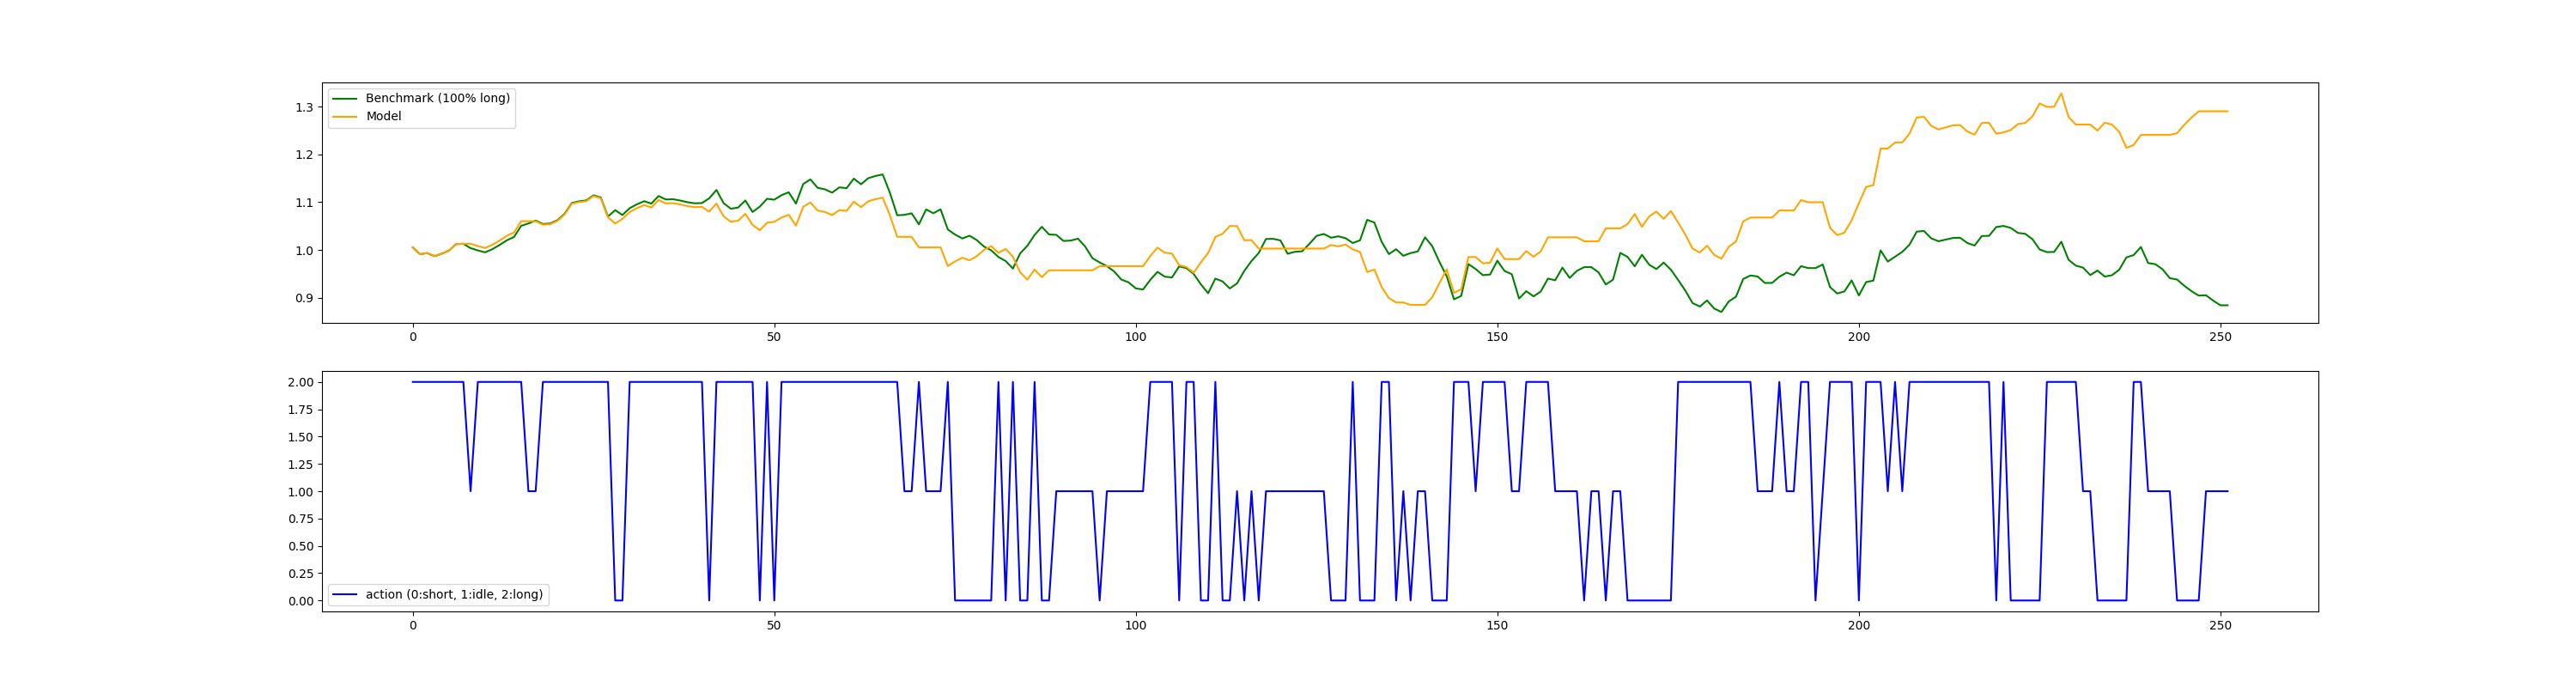 Benchmark (100% long)
Model
1.3
1.2
1.1
1.0
0.9
0 50 100 150 200 250
2.00
1.75
1.50
1.25
1.00
0.75
0.50
0.25
0.00
action (0:short, 1:idle, 2:long)
0 50 100 150 200 250